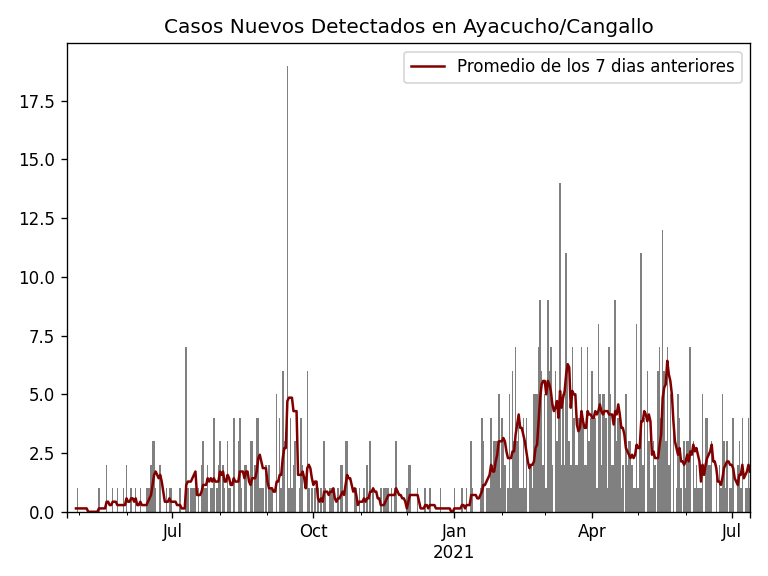 Casos Nuevos Detectados en Ayacucho/Cangallo
Promedio de los 7 dias anteriores
17.5
15.0
12.5
10.0
7.5
5.0
2.5
0.0
Jul
Oct
Jan
Apr
Jul
2021